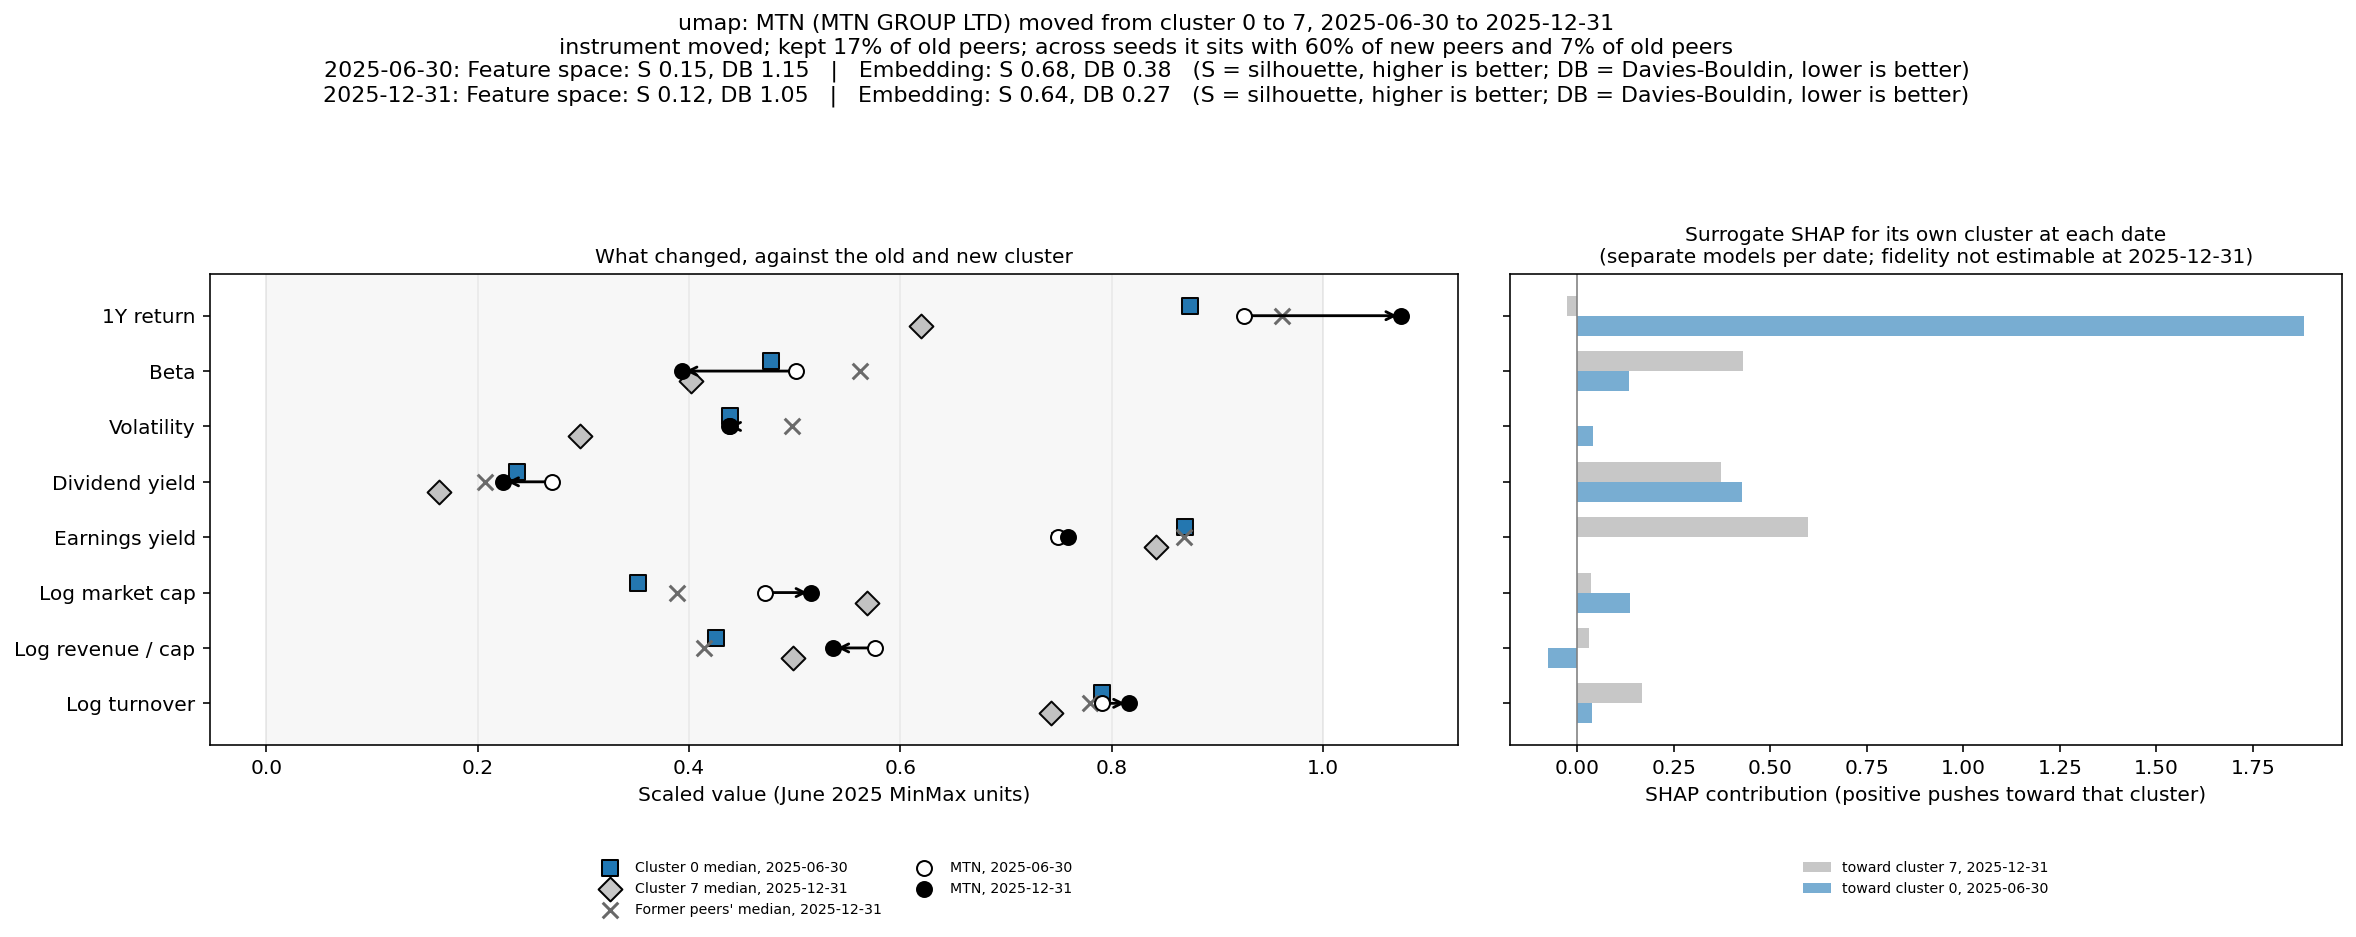 umap: MTN (MTN GROUP LTD) moved from cluster 0 to 7, 2025-06-30 to 2025-12-31
instrument moved; kept 17% of old peers; across seeds it sits with 60% of new peers and 7% of old peers
2025-06-30: Feature space: S 0.15, DB 1.15 | Embedding: S 0.68, DB 0.38 (S = silhouette, higher is better; DB = Davies-Bouldin, lower is better)
2025-12-31: Feature space: S 0.12, DB 1.05 | Embedding: S 0.64, DB 0.27 (S = silhouette, higher is better; DB = Davies-Bouldin, lower is better)
What changed, against the old and new cluster
1Y return
Beta
Volatility
Dividend yield
Earnings yield
Log market cap
Log revenue / cap
Log turnover
0.0 0.2 0.4 0.6 0.8 1.0
Scaled value (June 2025 MinMax units)
Cluster 0 median, 2025-06-30
Cluster 7 median, 2025-12-31
Former peers' median, 2025-12-31
MTN, 2025-06-30
MTN, 2025-12-31
Surrogate SHAP for its own cluster at each date
(separate models per date; fidelity not estimable at 2025-12-31)
0.00 0.25 0.50 0.75 1.00 1.25 1.50 1.75
SHAP contribution (positive pushes toward that cluster)
toward cluster 7, 2025-12-31
toward cluster 0, 2025-06-30